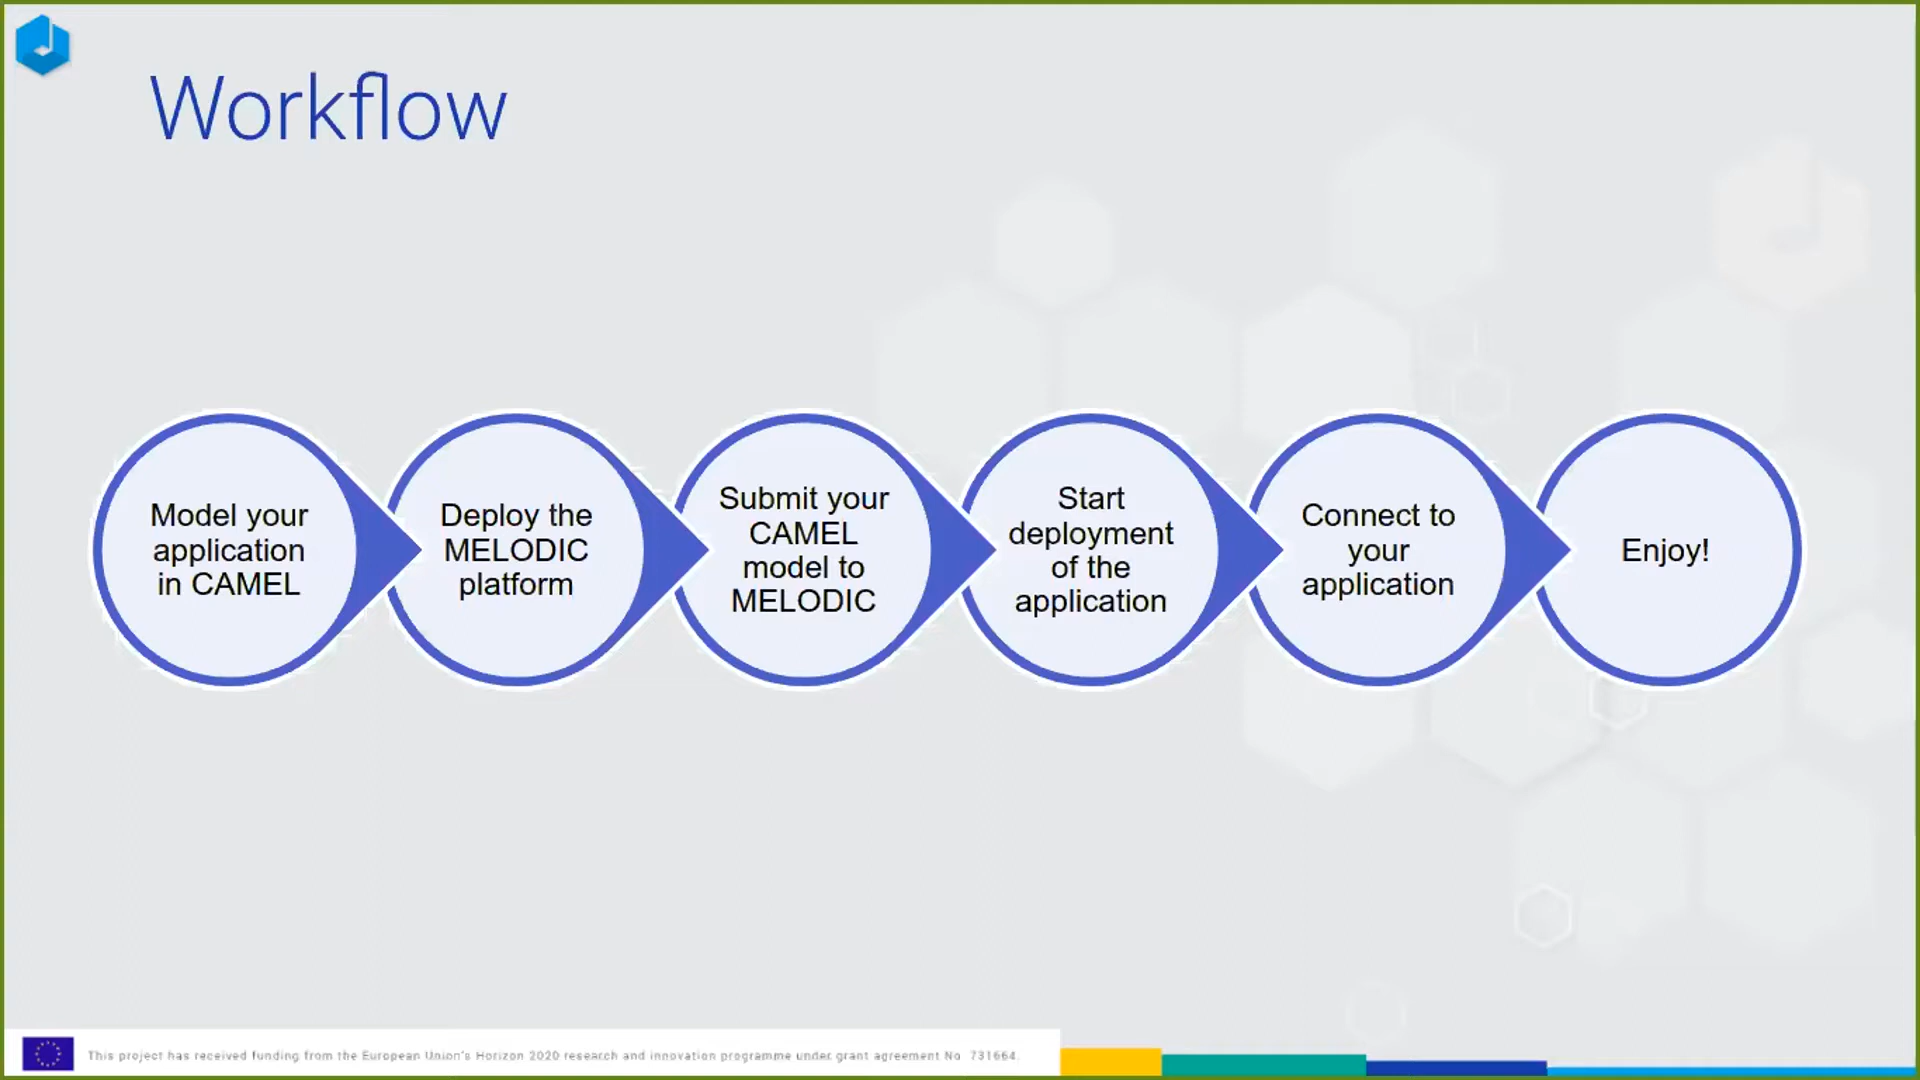 Workflow
Model your
application
in CAMEL
Deploy the
MELODIC
platform
Submit your
CAMEL
model to
MELODIC
Start
deployment
of the
application
Connect to
your
application
Enjoy!
This project has received funding from the European Union's Horizon 2020 research and innovation programme under grant agreement No 731664.